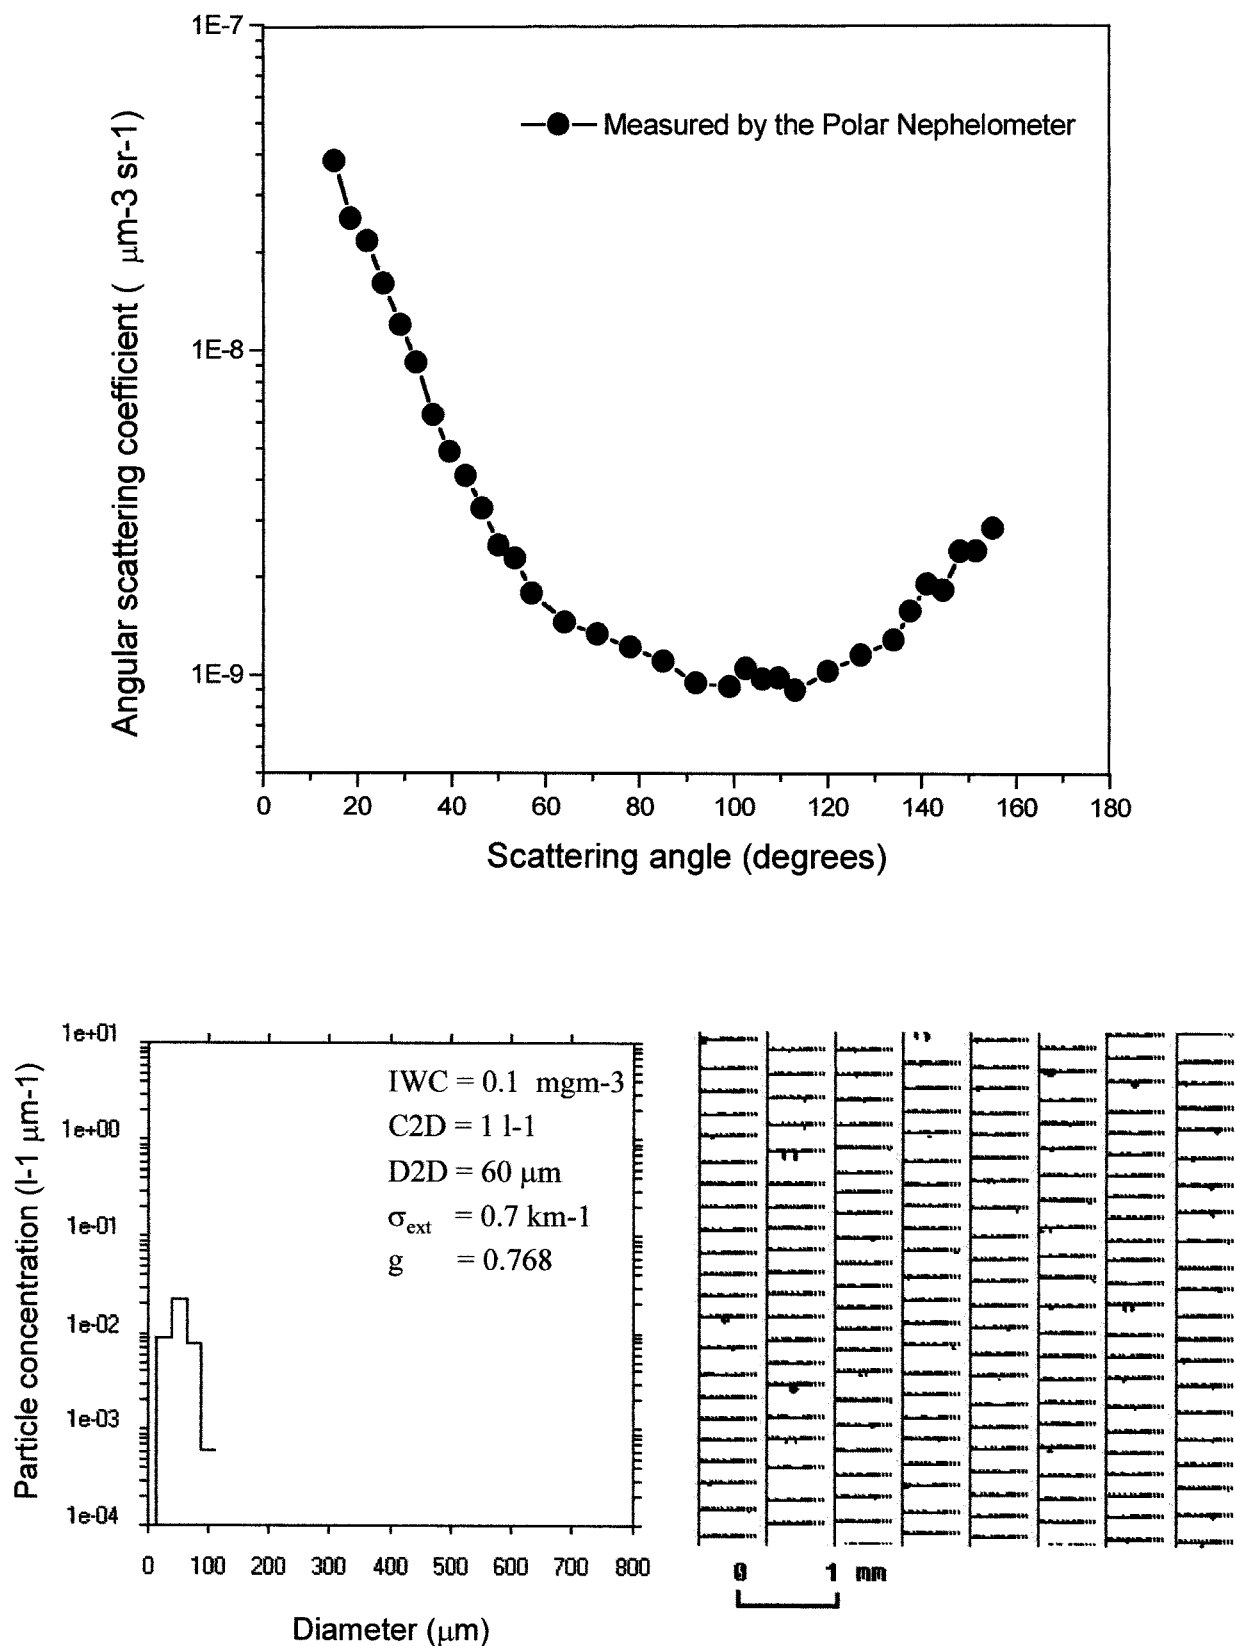 1E-7
Measured by the Polar Nephelometer
Angular scattering coefficient ( μm-3 sr-1)
1E-8
1E-9
0 20 40 60 80 100 120 140 160 180
Scattering angle (degrees)
Particle concentration (l-1 μm-1)
1e+01
1e+00
1e-01
1e-02
1e-03
1e-04
IWC = 0.1 mgm-3
C2D = 1 l-1
D2D = 60 μm
σext = 0.7 km-1
g = 0.768
0 100 200 300 400 500 600 700 800
Diameter (μm)
0 1 mm